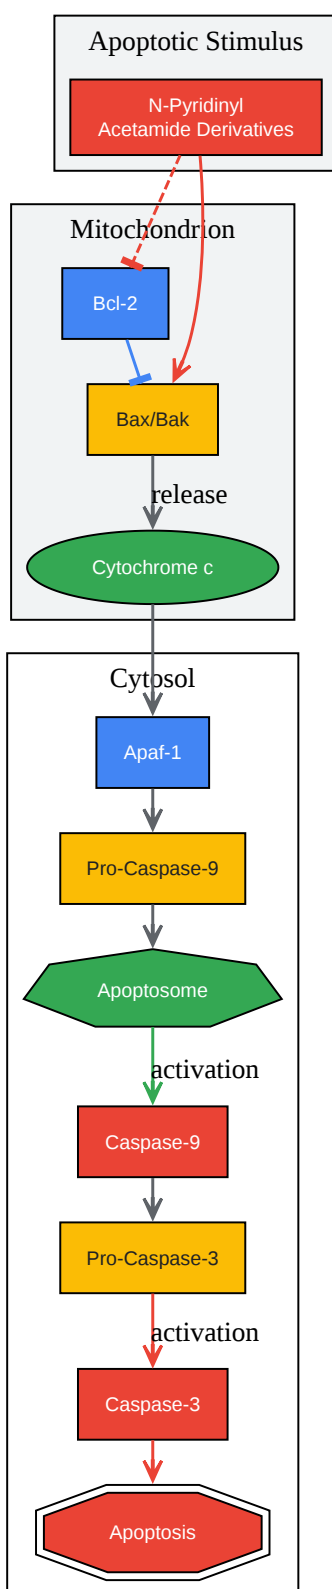 Apoptotic Stimulus
N-Pyridinyl
Acetamide Derivatives
Mitochondrion
Bcl-2
Bax/Bak
release
Cytochrome c
Cytosol
Apaf-1
Pro-Caspase-9
Apoptosome
activation
Caspase-9
Pro-Caspase-3
activation
Caspase-3
Apoptosis